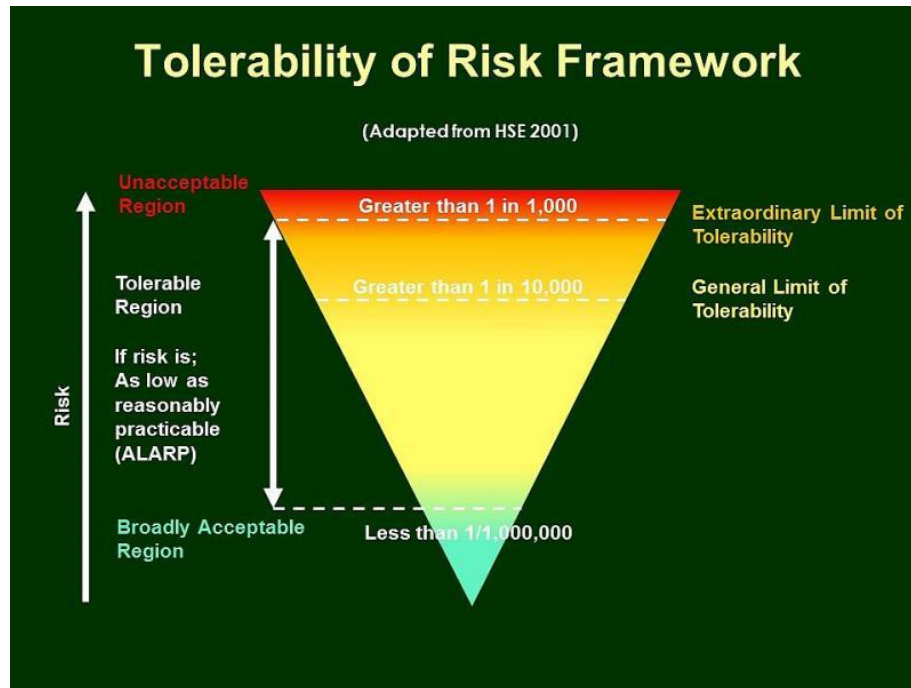 Tolerability of Risk Framework
(Adapted from HSE 2001)
Unacceptable
Region
Greater than 1 in 1,000
Extraordinary Limit of
Tolerability
Tolerable
Region
Greater than 1 in 10,000
General Limit of
Tolerability
If risk is;
As low as
reasonably
practicable
(ALARP)
Risk
Broadly Acceptable
Region
Less than 1/1,000,000